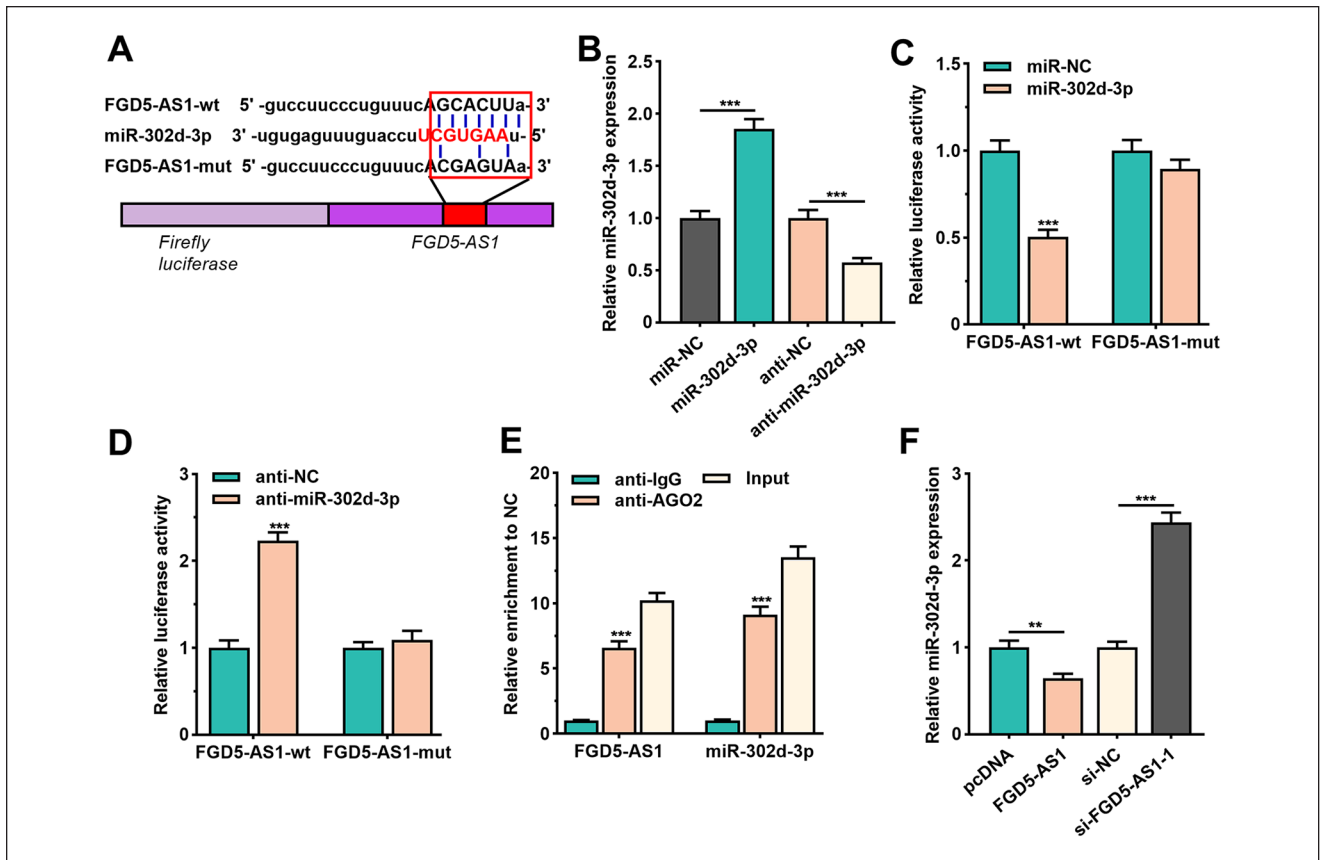 A
FGD5-AS1-wt 5' -guccuucccuguuucAGCACUUa- 3'
miR-302d-3p 3' -ugugaguuuguaccuUCGUGAAu- 5'
FGD5-AS1-mut 5' -guccuucccuguuucACGAGUAa- 3'
Firefly
luciferase
FGD5-AS1
B
Relative miR-302d-3p expression
2.5
2.0
1.5
1.0
0.5
0
***
***
miR-NC
miR-302d-3p
anti-NC
anti-miR-302d-3p
C
Relative luciferase activity
1.5
1.0
0.5
0
miR-NC
miR-302d-3p
***
FGD5-AS1-wt
FGD5-AS1-mut
D
Relative luciferase activity
3
2
1
0
anti-NC
anti-miR-302d-3p
***
FGD5-AS1-wt
FGD5-AS1-mut
E
Relative enrichment to NC
20
15
10
5
0
anti-IgG
Input
anti-AGO2
***
***
FGD5-AS1
miR-302d-3p
F
Relative miR-302d-3p expression
3
2
1
0
**
***
pcDNA
FGD5-AS1
si-NC
si-FGD5-AS1-1